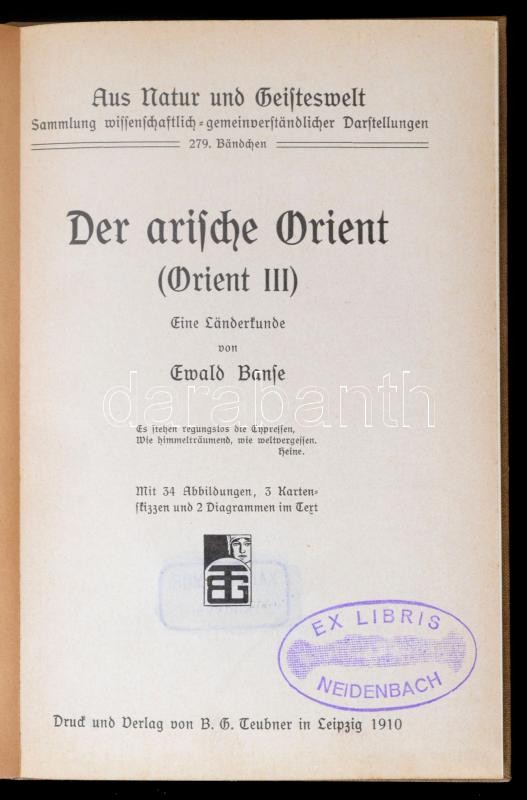 Aus Natur und Geisteswelt
Sammlung wissenschaftlich-gemeinverständlicher Darstellungen
279. Bändchen
Der arische Orient
(Orient III)
Eine Länderkunde
von
Ewald Banse
darabanth
Es stehen regungslos die Cypressen,
Wie himmelträumend, wie weltvergessen.
Heine.
Mit 34 Abbildungen, 3 Karten-
skizzen und 2 Diagrammen im Text
BTG
EX LIBRIS
NEIDENBACH
Druck und Verlag von B. G. Teubner in Leipzig 1910